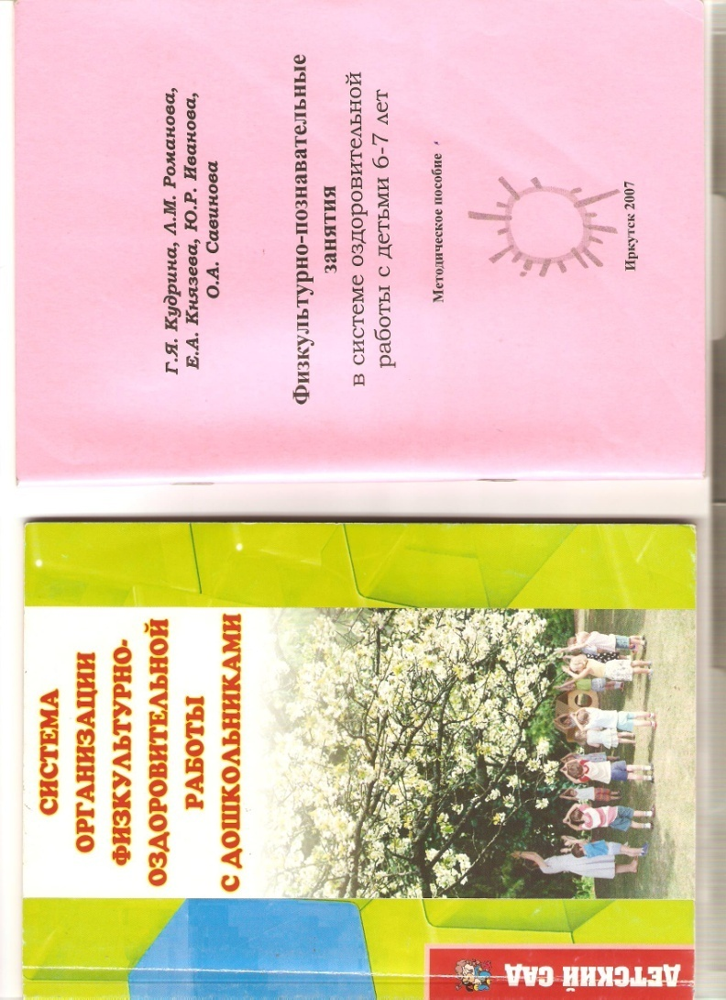 Г.Я. Кудрина, Л.М. Романова,
Е.А. Князева, Ю.Р. Иванова,
О.А. Савинова
Физкультурно-познавательные
занятия
в системе оздоровительной
работы с детьми 6-7 лет
Методическое пособие
Иркутск 2007
СИСТЕМА
ОРГАНИЗАЦИИ
ФИЗКУЛЬТУРНО-
ОЗДОРОВИТЕЛЬНОЙ
РАБОТЫ
С ДОШКОЛЬНИКАМИ
ДЕТСКИЙ САД